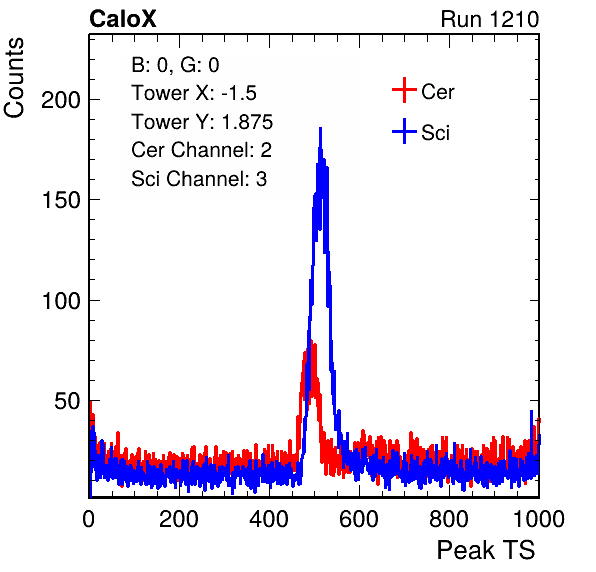 CaloX Run 1210
Counts
B: 0, G: 0
Tower X: -1.5
Tower Y: 1.875
Cer Channel: 2
Sci Channel: 3
Cer
Sci
200
150
100
50
0 200 400 600 800 1000
Peak TS